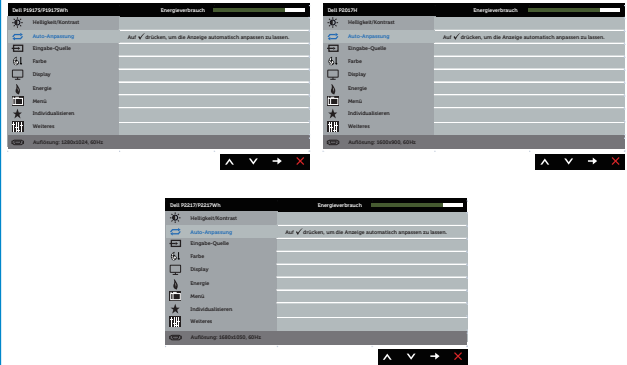 Dell P1917S/P1917SWh Energieverbrauch
Helligkeit/Kontrast
Auto-Anpassung Auf ✓ drücken, um die Anzeige automatisch anpassen zu lassen.
Eingabe-Quelle
Farbe
Display
Energie
Menü
Individualisieren
Weiteres
Auflösung: 1280x1024, 60Hz
Dell P2017H Energieverbrauch
Helligkeit/Kontrast
Auto-Anpassung Auf ✓ drücken, um die Anzeige automatisch anpassen zu lassen.
Eingabe-Quelle
Farbe
Display
Energie
Menü
Individualisieren
Weiteres
Auflösung: 1600x900, 60Hz
Dell P2217/P2217Wh Energieverbrauch
Helligkeit/Kontrast
Auto-Anpassung Auf ✓ drücken, um die Anzeige automatisch anpassen zu lassen.
Eingabe-Quelle
Farbe
Display
Energie
Menü
Individualisieren
Weiteres
Auflösung: 1680x1050, 60Hz